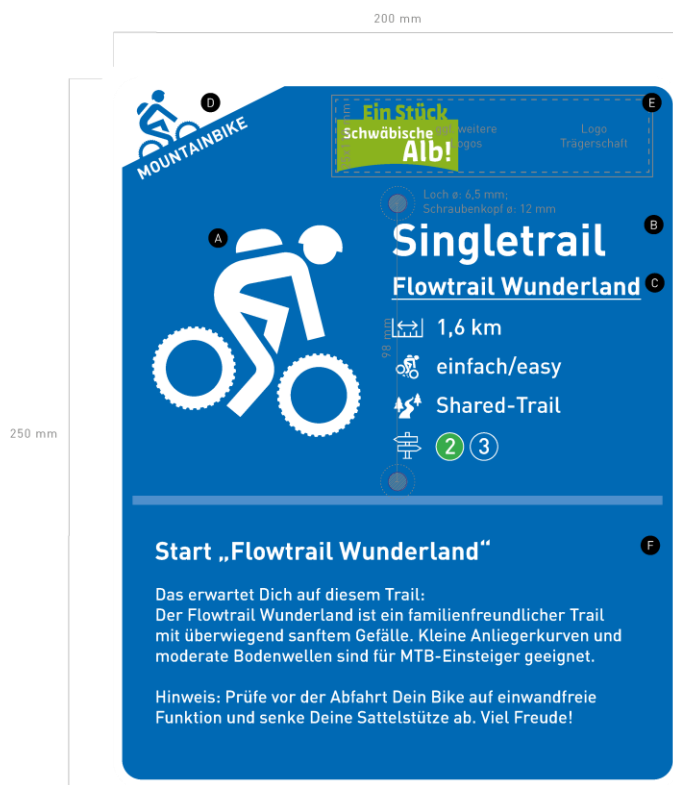 200 mm
D
E
MOUNTAINBIKE
Ein Stück
Schwäbische
Alb!
weitere
Logo
Trägerschaft
Loch ø: 6,5 mm;
Schraubenkopf ø: 12 mm
A
B
Singletrail
Flowtrail Wunderland
C
1,6 km
98 mm
einfach/easy
Shared-Trail
2 3
250 mm
Start „Flowtrail Wunderland“
F
Das erwartet Dich auf diesem Trail:
Der Flowtrail Wunderland ist ein familienfreundlicher Trail
mit überwiegend sanftem Gefälle. Kleine Anliegerkurven und
moderate Bodenwellen sind für MTB-Einsteiger geeignet.
Hinweis: Prüfe vor der Abfahrt Dein Bike auf einwandfreie
Funktion und senke Deine Sattelstütze ab. Viel Freude!